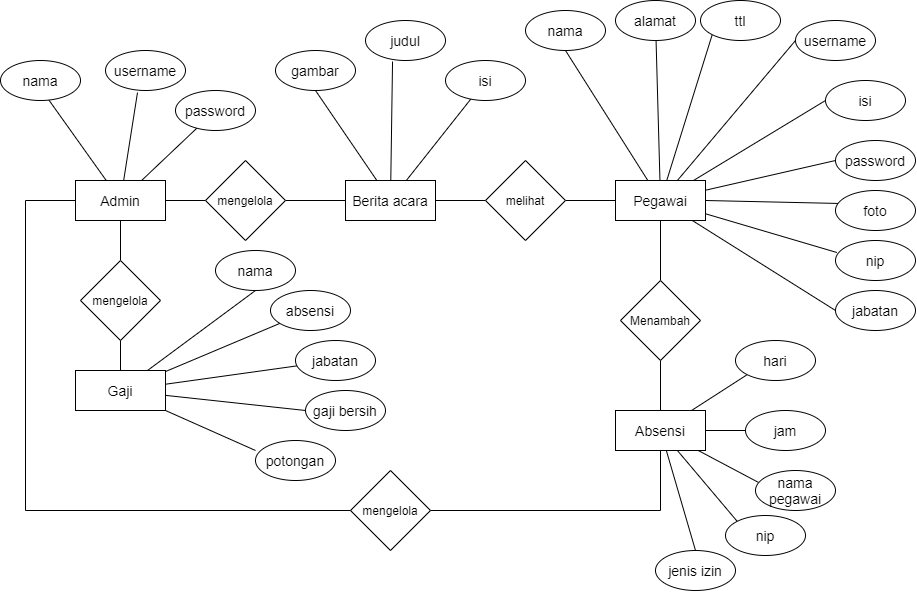 nama
username
password
gambar
judul
isi
nama
alamat
ttl
username
isi
password
foto
nip
jabatan
Admin
mengelola
Berita acara
melihat
Pegawai
mengelola
nama
absensi
jabatan
gaji bersih
potongan
Gaji
Menambah
Absensi
hari
jam
nama
pegawai
nip
jenis izin
mengelola